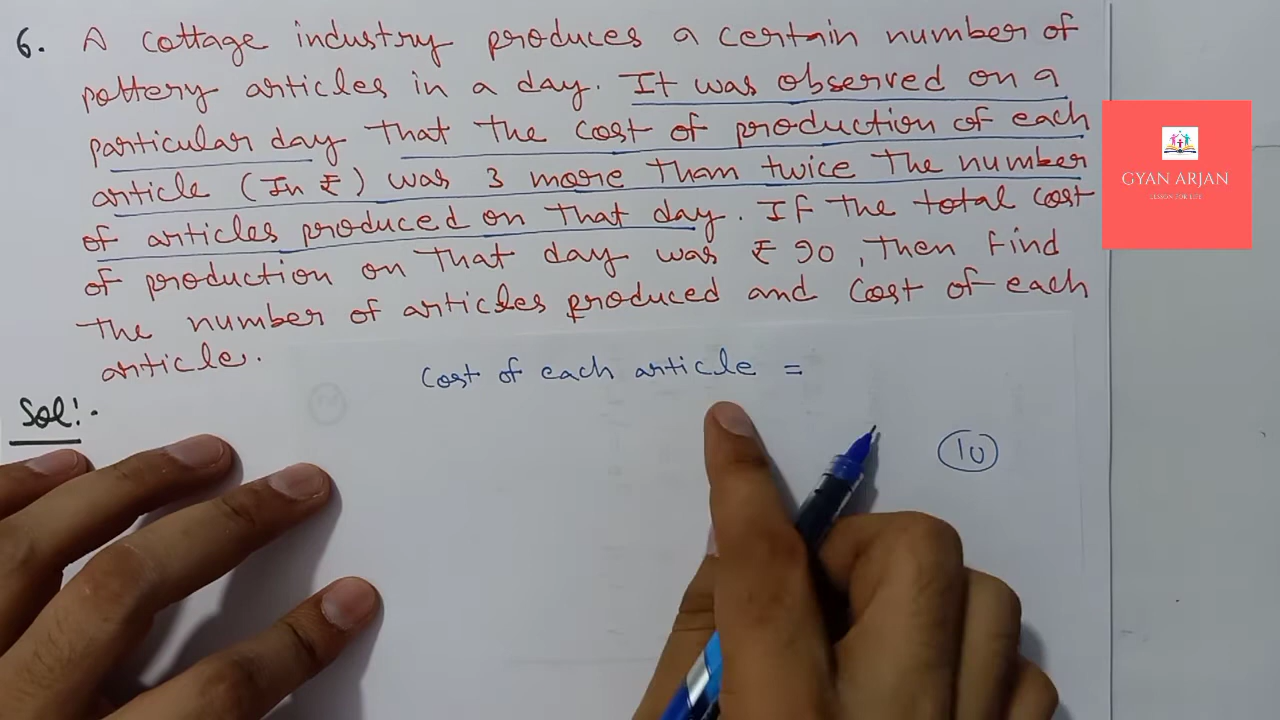 6. A cottage industry produces a certain number of
pottery articles in a day. It was observed on a
particular day that the cost of production of each
article (In ₹) was 3 more than twice the number
of articles produced on that day. If the total cost
of production on that day was ₹ 90, then find
the number of articles produced and cost of each
article.
Sol!.
Cost of each article =
10
GYAN ARJAN
LESSON FOR LIFE